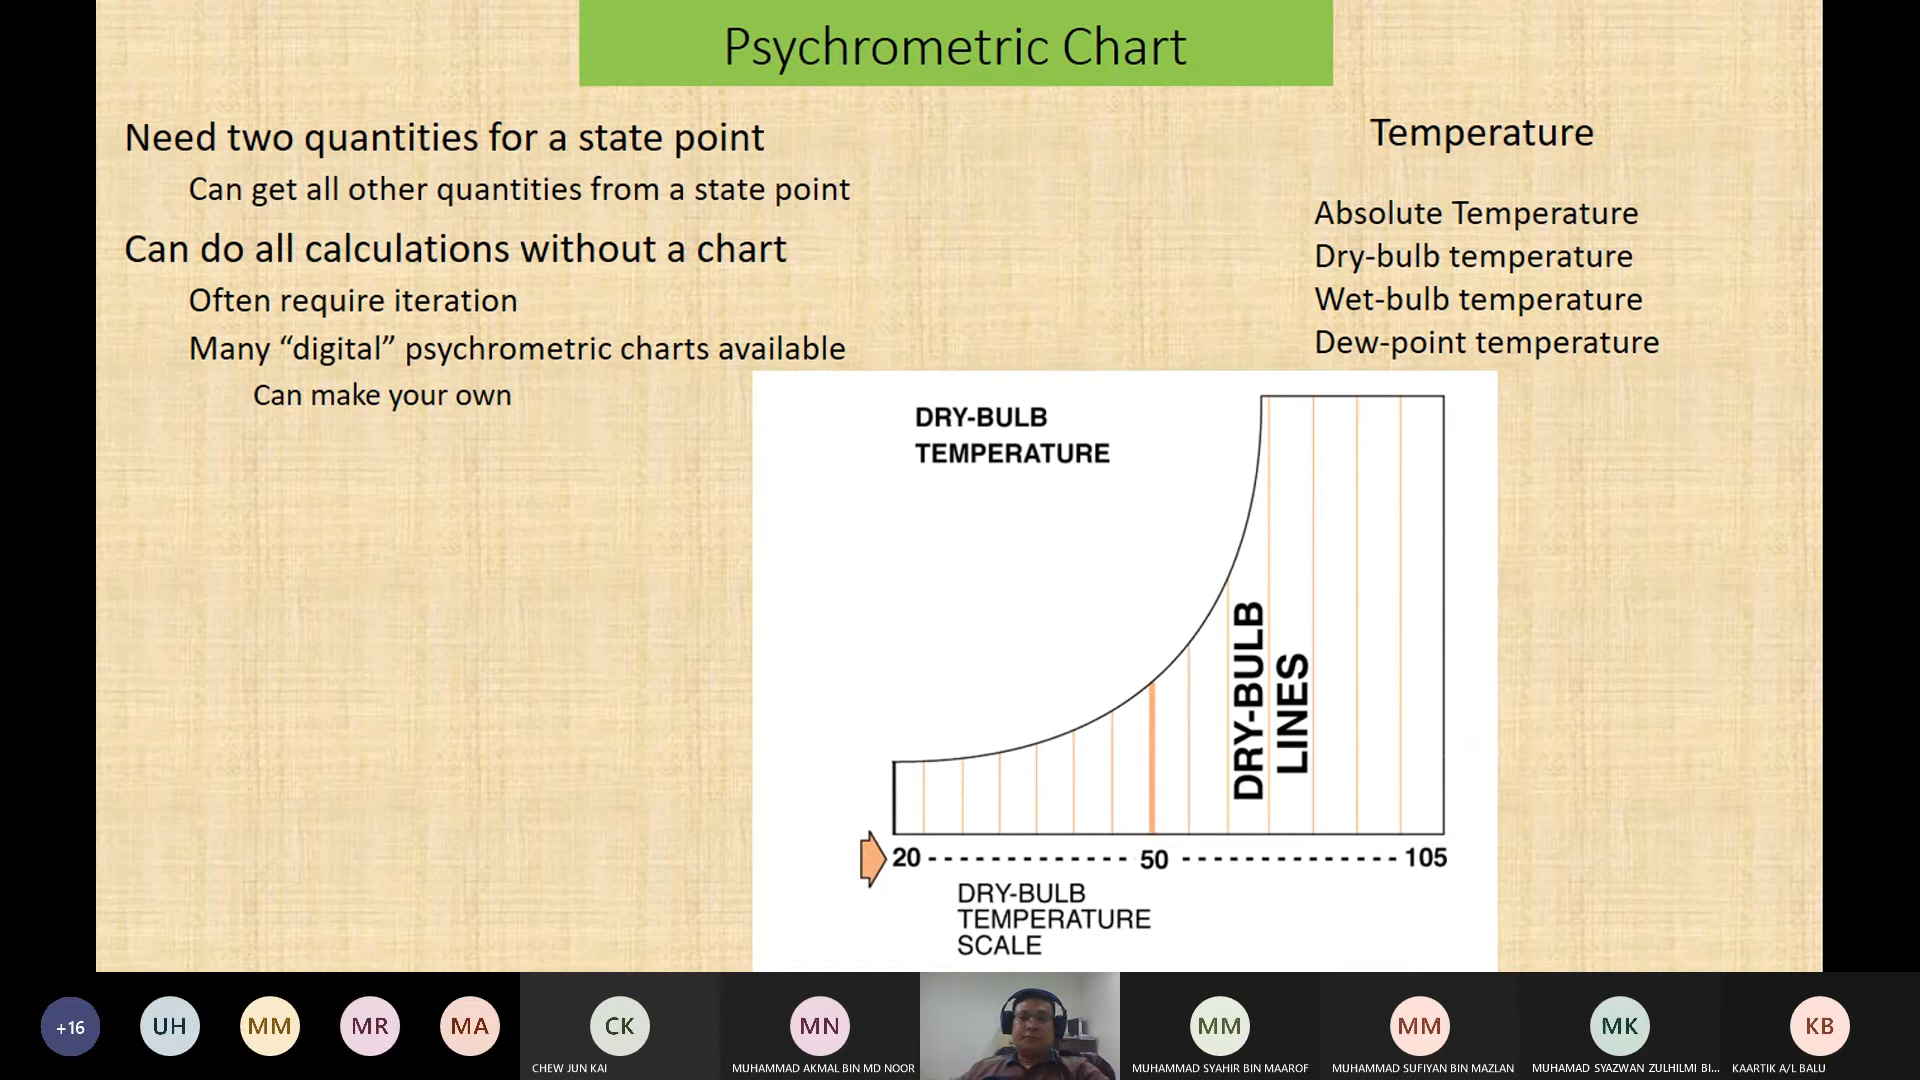 Psychrometric Chart
Need two quantities for a state point
Can get all other quantities from a state point
Can do all calculations without a chart
Often require iteration
Many “digital” psychrometric charts available
Can make your own
Temperature
Absolute Temperature
Dry-bulb temperature
Wet-bulb temperature
Dew-point temperature
DRY-BULB
TEMPERATURE
DRY-BULB
LINES
20 - - - - - - - - - - - - - 50 - - - - - - - - - - - - - - 105
DRY-BULB
TEMPERATURE
SCALE
+16
UH
MM
MR
MA
CK
CHEW JUN KAI
MN
MUHAMMAD AKMAL BIN MD NOOR
MM
MUHAMMAD SYAHIR BIN MAAROF
MM
MUHAMMAD SUFIYAN BIN MAZLAN
MK
MUHAMAD SYAZWAN ZULHILMI BI...
KB
KAARTIK A/L BALU